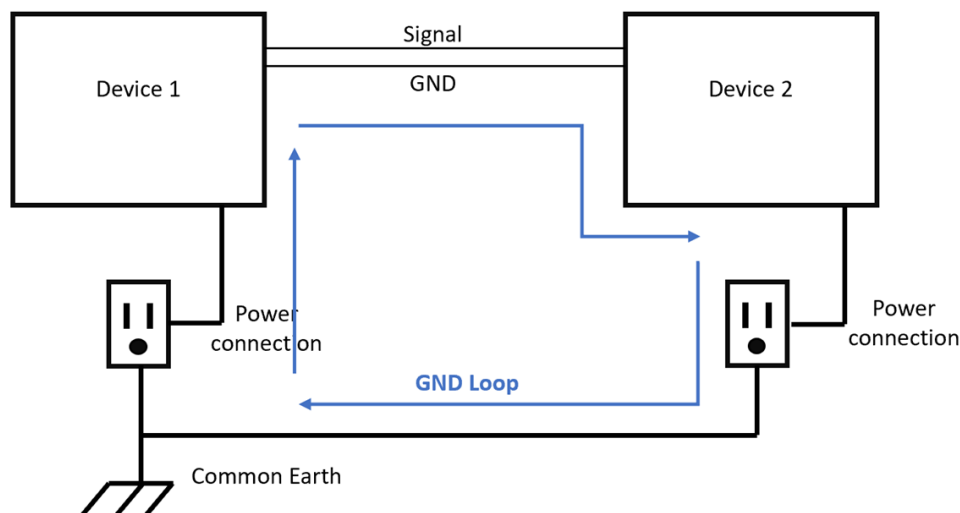 Signal
GND
Device 1
Device 2
Power
connection
Power
connection
GND Loop
Common Earth